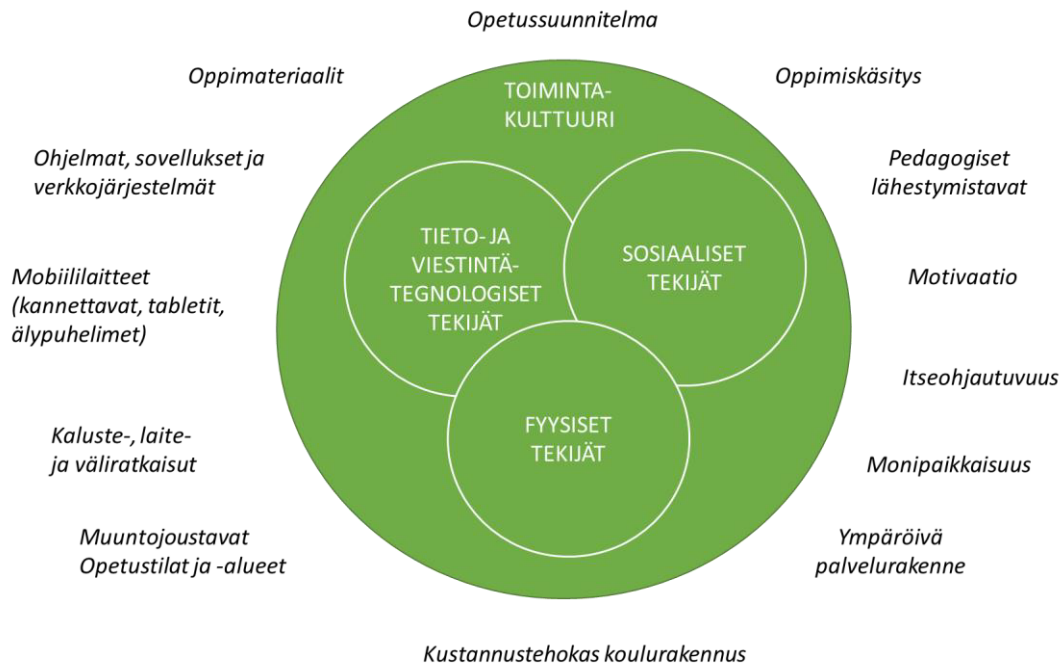 Opetussuunnitelma
Oppimateriaalit
Oppimiskäsitys
TOIMINTA-
KULTTUURI
Ohjelmat, sovellukset ja
verkkojärjestelmät
Pedagogiset
lähestymistavat
TIETO- JA
VIESTINTÄ-
TEGNOLOGISET
TEKIJÄT
SOSIAALISET
TEKIJÄT
Mobiililaitteet
(kannettavat, tabletit,
älypuhelimet)
Motivaatio
Itseohjautuvuus
FYYSISET
TEKIJÄT
Kaluste-, laite-
ja väliratkaisut
Monipaikkaisuus
Muuntojoustavat
Opetustilat ja -alueet
Ympäröivä
palvelurakenne
Kustannustehokas koulurakennus